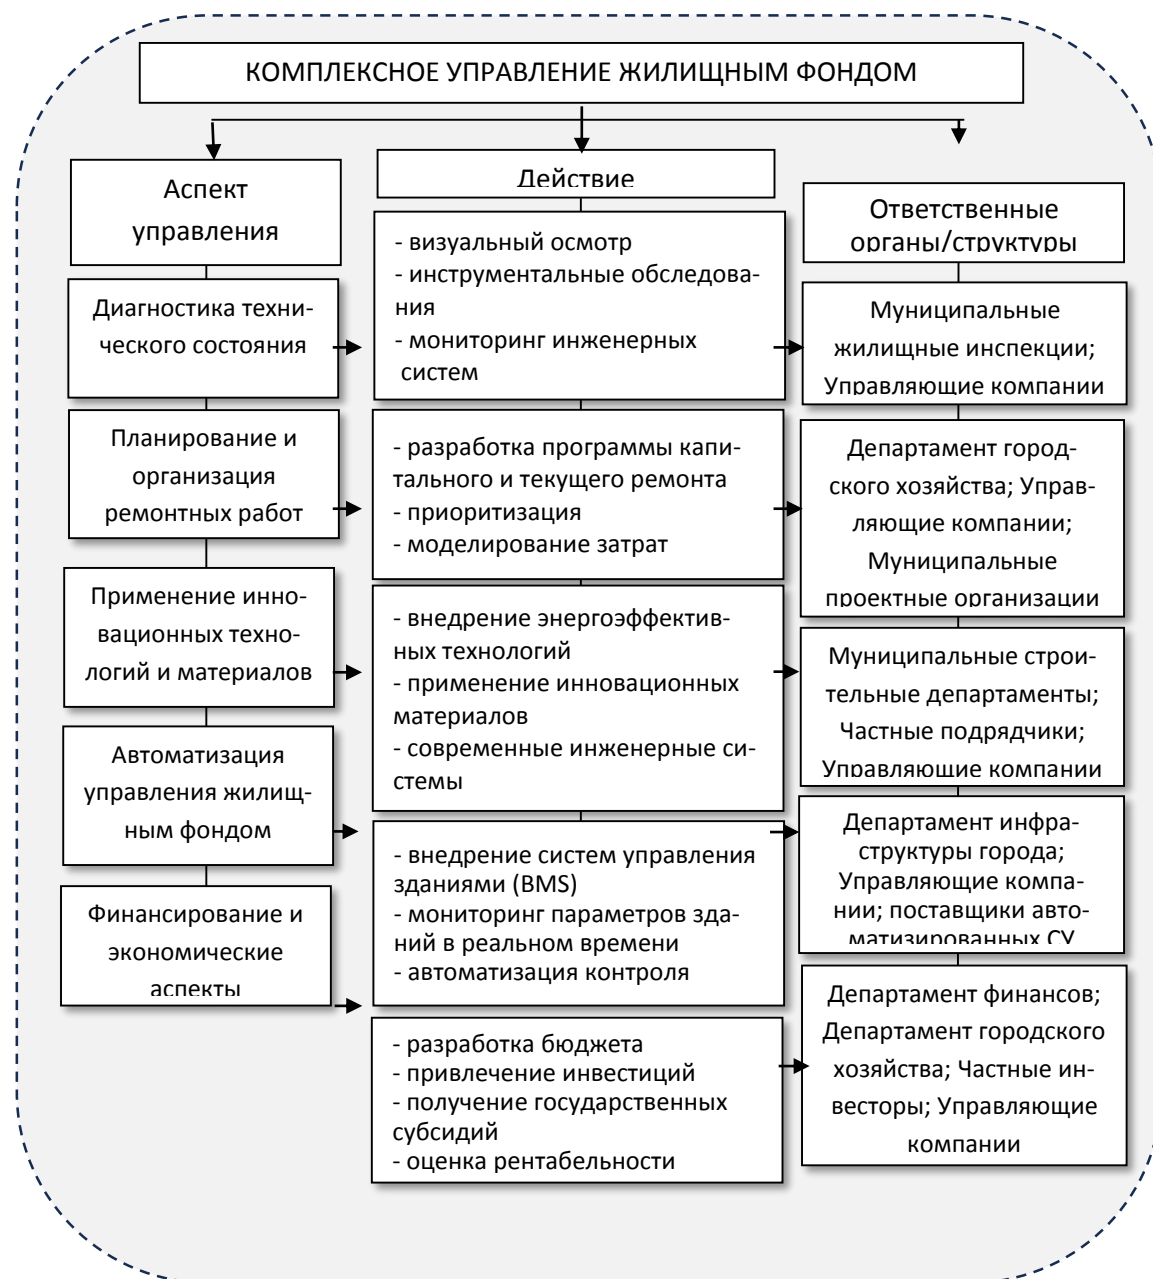 КОМПЛЕКСНОЕ УПРАВЛЕНИЕ ЖИЛИЩНЫМ ФОНДОМ
Аспект
управления
Действие
Ответственные
органы/структуры
Диагностика техни-
ческого состояния
- визуальный осмотр
- инструментальные обследова-
ния
- мониторинг инженерных
систем
Муниципальные
жилищные инспекции;
Управляющие компании
Планирование и
организация
ремонтных работ
- разработка программы капи-
тального и текущего ремонта
- приоритизация
- моделирование затрат
Департамент город-
ского хозяйства; Управ-
ляющие компании;
Муниципальные
проектные организации
Применение инно-
вационных техно-
логий и материалов
- внедрение энергоэффектив-
ных технологий
- применение инновационных
материалов
- современные инженерные си-
стемы
Муниципальные строи-
тельные департаменты;
Частные подрядчики;
Управляющие компании
Автоматизация
управления жилищ-
ным фондом
- внедрение систем управления
зданиями (BMS)
- мониторинг параметров зда-
ний в реальном времени
- автоматизация контроля
Департамент инфра-
структуры города;
Управляющие компа-
нии; поставщики авто-
матизированных СУ
Финансирование и
экономические
аспекты
- разработка бюджета
- привлечение инвестиций
- получение государственных
субсидий
- оценка рентабельности
Департамент финансов;
Департамент городского
хозяйства; Частные ин-
весторы; Управляющие
компании